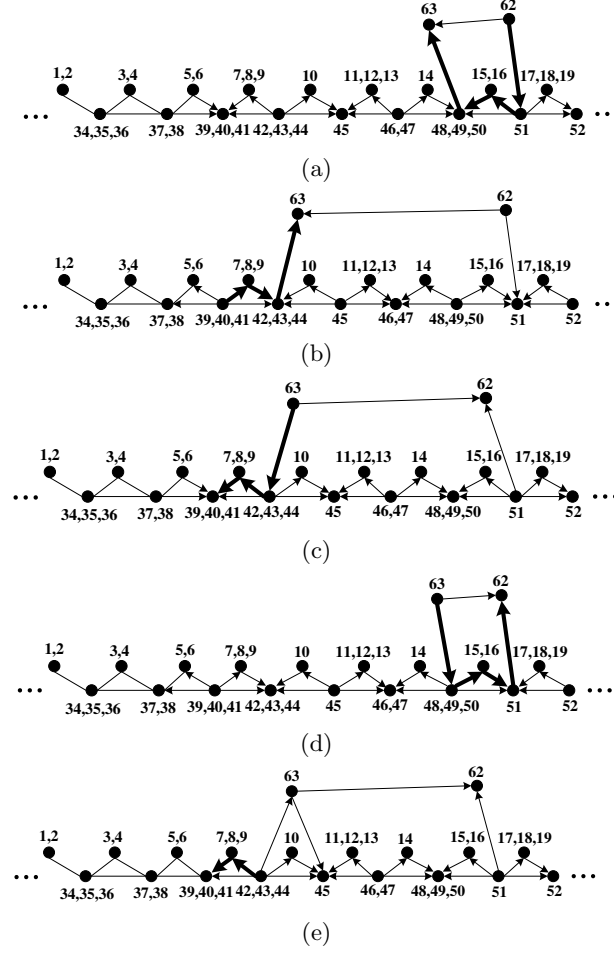 63 62
1,2 3,4 5,6 7,8,9 10 11,12,13 14 15,16 17,18,19
... 34,35,36 37,38 39,40,41 42,43,44 45 46,47 48,49,50 51 52 ...
(a)
63 62
1,2 3,4 5,6 7,8,9 10 11,12,13 14 15,16 17,18,19
... 34,35,36 37,38 39,40,41 42,43,44 45 46,47 48,49,50 51 52 ...
(b)
63 62
1,2 3,4 5,6 7,8,9 10 11,12,13 14 15,16 17,18,19
... 34,35,36 37,38 39,40,41 42,43,44 45 46,47 48,49,50 51 52 ...
(c)
63 62
1,2 3,4 5,6 7,8,9 10 11,12,13 14 15,16 17,18,19
... 34,35,36 37,38 39,40,41 42,43,44 45 46,47 48,49,50 51 52 ...
(d)
63 62
1,2 3,4 5,6 7,8,9 10 11,12,13 14 15,16 17,18,19
... 34,35,36 37,38 39,40,41 42,43,44 45 46,47 48,49,50 51 52 ...
(e)